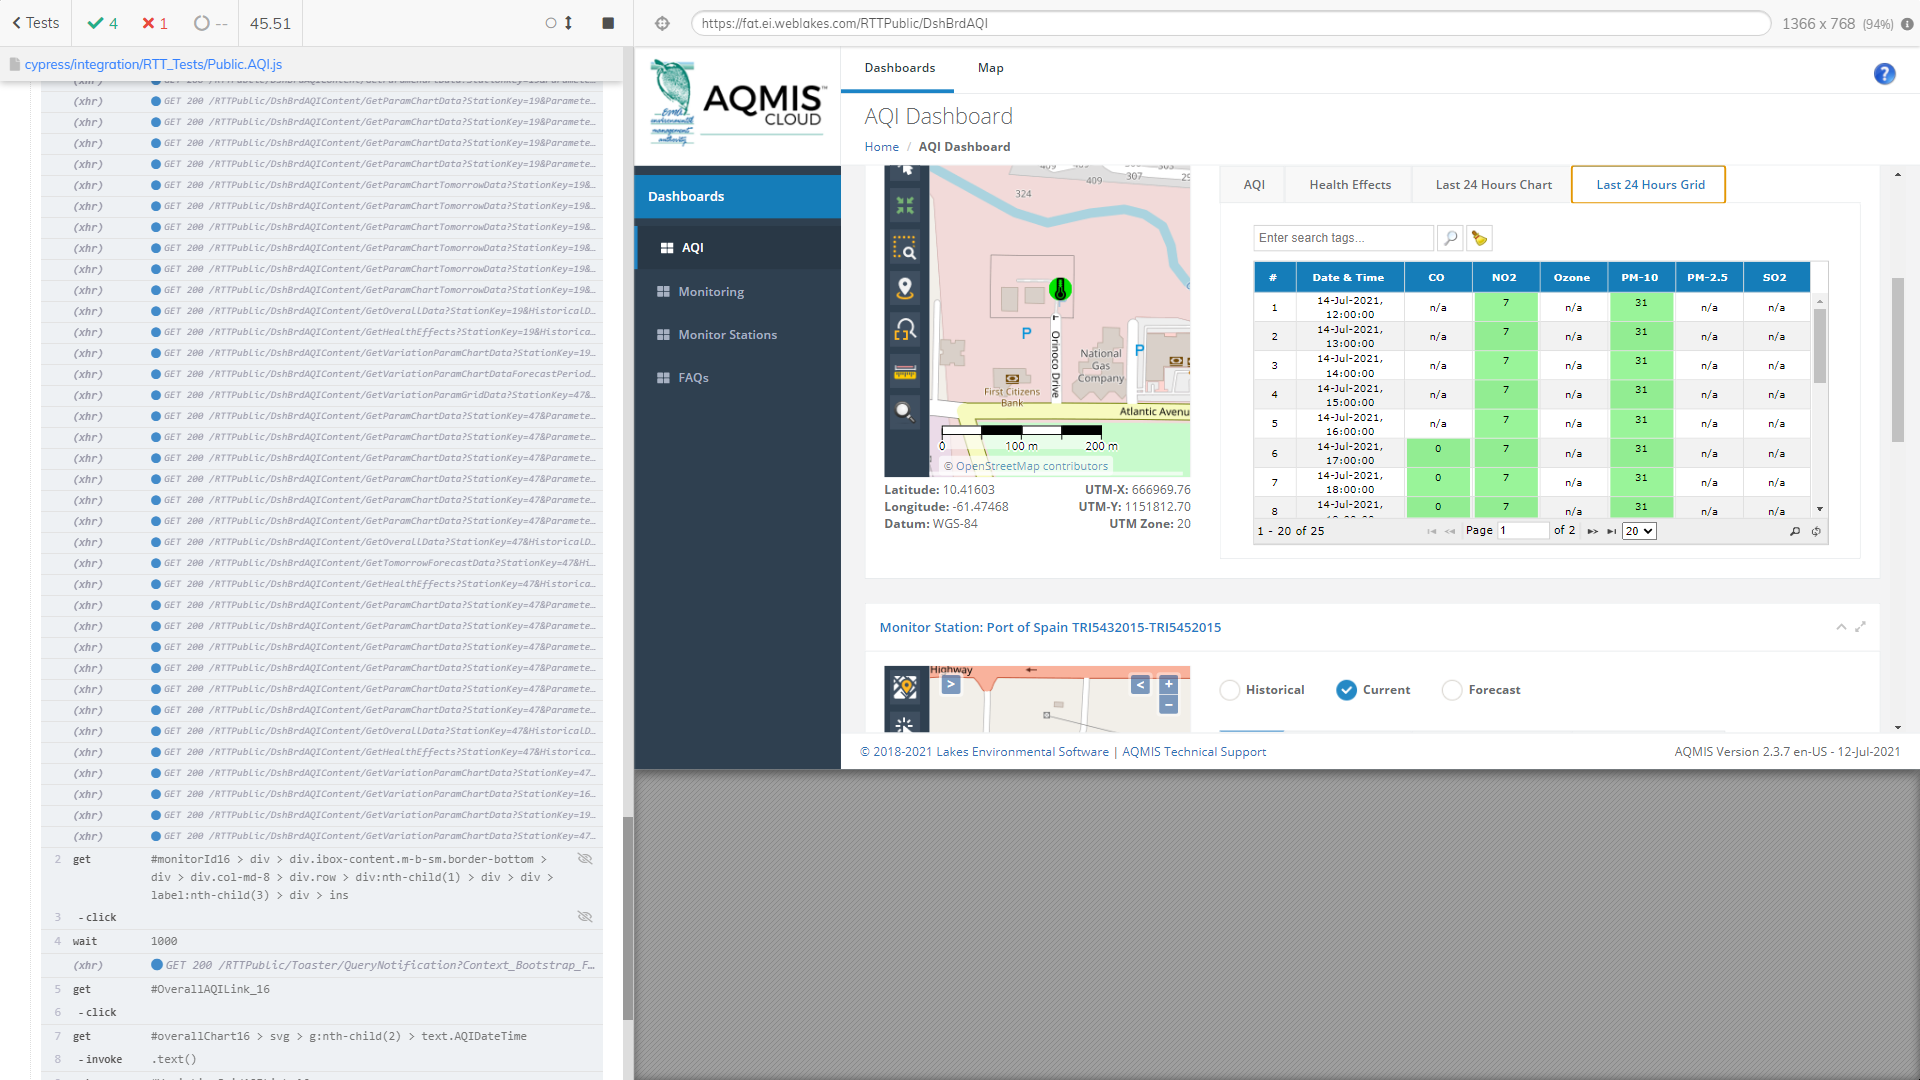 Tests
4
1
--
45.51
https://fat.ei.weblakes.com/RTTPublic/DshBrdAQI
1366 x 768 (94%)
cypress/integration/RTT_Tests/Public.AQI.js
(xhr) GET 200 /RTTPublic/DshBrdAQIContent/GetParamChartData?StationKey=19&Paramete…
(xhr) GET 200 /RTTPublic/DshBrdAQIContent/GetParamChartData?StationKey=19&Paramete…
(xhr) GET 200 /RTTPublic/DshBrdAQIContent/GetParamChartData?StationKey=19&Paramete…
(xhr) GET 200 /RTTPublic/DshBrdAQIContent/GetParamChartData?StationKey=19&Paramete…
(xhr) GET 200 /RTTPublic/DshBrdAQIContent/GetParamChartData?StationKey=19&Paramete…
(xhr) GET 200 /RTTPublic/DshBrdAQIContent/GetParamChartTomorrowData?StationKey=19&…
(xhr) GET 200 /RTTPublic/DshBrdAQIContent/GetParamChartTomorrowData?StationKey=19&…
(xhr) GET 200 /RTTPublic/DshBrdAQIContent/GetParamChartTomorrowData?StationKey=19&…
(xhr) GET 200 /RTTPublic/DshBrdAQIContent/GetParamChartTomorrowData?StationKey=19&…
(xhr) GET 200 /RTTPublic/DshBrdAQIContent/GetParamChartTomorrowData?StationKey=19&…
(xhr) GET 200 /RTTPublic/DshBrdAQIContent/GetParamChartTomorrowData?StationKey=19&…
(xhr) GET 200 /RTTPublic/DshBrdAQIContent/GetOverallData?StationKey=19&HistoricalD…
(xhr) GET 200 /RTTPublic/DshBrdAQIContent/GetHealthEffects?StationKey=19&Historica…
(xhr) GET 200 /RTTPublic/DshBrdAQIContent/GetVariationParamChartData?StationKey=19…
(xhr) GET 200 /RTTPublic/DshBrdAQIContent/GetVariationParamChartDataForecastPeriod…
(xhr) GET 200 /RTTPublic/DshBrdAQIContent/GetVariationParamGridData?StationKey=47&…
(xhr) GET 200 /RTTPublic/DshBrdAQIContent/GetParamChartData?StationKey=47&Paramete…
(xhr) GET 200 /RTTPublic/DshBrdAQIContent/GetParamChartData?StationKey=47&Paramete…
(xhr) GET 200 /RTTPublic/DshBrdAQIContent/GetParamChartData?StationKey=47&Paramete…
(xhr) GET 200 /RTTPublic/DshBrdAQIContent/GetParamChartData?StationKey=47&Paramete…
(xhr) GET 200 /RTTPublic/DshBrdAQIContent/GetParamChartData?StationKey=47&Paramete…
(xhr) GET 200 /RTTPublic/DshBrdAQIContent/GetParamChartData?StationKey=47&Paramete…
(xhr) GET 200 /RTTPublic/DshBrdAQIContent/GetOverallData?StationKey=47&HistoricalD…
(xhr) GET 200 /RTTPublic/DshBrdAQIContent/GetTomorrowForecastData?StationKey=47&Hi…
(xhr) GET 200 /RTTPublic/DshBrdAQIContent/GetHealthEffects?StationKey=47&Historica…
(xhr) GET 200 /RTTPublic/DshBrdAQIContent/GetParamChartData?StationKey=47&Paramete…
(xhr) GET 200 /RTTPublic/DshBrdAQIContent/GetParamChartData?StationKey=47&Paramete…
(xhr) GET 200 /RTTPublic/DshBrdAQIContent/GetParamChartData?StationKey=47&Paramete…
(xhr) GET 200 /RTTPublic/DshBrdAQIContent/GetParamChartData?StationKey=47&Paramete…
(xhr) GET 200 /RTTPublic/DshBrdAQIContent/GetParamChartData?StationKey=47&Paramete…
(xhr) GET 200 /RTTPublic/DshBrdAQIContent/GetParamChartData?StationKey=47&Paramete…
(xhr) GET 200 /RTTPublic/DshBrdAQIContent/GetOverallData?StationKey=47&HistoricalD…
(xhr) GET 200 /RTTPublic/DshBrdAQIContent/GetHealthEffects?StationKey=47&Historica…
(xhr) GET 200 /RTTPublic/DshBrdAQIContent/GetVariationParamChartData?StationKey=47…
(xhr) GET 200 /RTTPublic/DshBrdAQIContent/GetVariationParamChartData?StationKey=16…
(xhr) GET 200 /RTTPublic/DshBrdAQIContent/GetVariationParamChartData?StationKey=19…
(xhr) GET 200 /RTTPublic/DshBrdAQIContent/GetVariationParamChartData?StationKey=47…
2 get #monitorId16 > div > div.ibox-content.m-b-sm.border-bottom >
div > div.col-md-8 > div.row > div:nth-child(1) > div > div >
label:nth-child(3) > div > ins
3 -click
4 wait 1000
(xhr) GET 200 /RTTPublic/Toaster/QueryNotification?Context_Bootstrap_F…
5 get #OverallAQILink_16
6 -click
7 get #overallChart16 > svg > g:nth-child(2) > text.AQIDateTime
8 -invoke .text()
AQMIS
CLOUD
Dashboards
AQI
Monitoring
Monitor Stations
FAQs
Dashboards Map
AQI Dashboard
Home / AQI Dashboard
324
409
307
P
P
Orinoco Drive
National
Gas
Company
First Citizens
Bank
Atlantic Avenu
0 100 m 200 m
© OpenStreetMap contributors
Latitude: 10.41603 UTM-X: 666969.76
Longitude: -61.47468 UTM-Y: 1151812.70
Datum: WGS-84 UTM Zone: 20
AQI Health Effects Last 24 Hours Chart Last 24 Hours Grid
Enter search tags...
# Date & Time CO NO2 Ozone PM-10 PM-2.5 SO2
1 14-Jul-2021, 12:00:00 n/a 7 n/a 31 n/a n/a
2 14-Jul-2021, 13:00:00 n/a 7 n/a 31 n/a n/a
3 14-Jul-2021, 14:00:00 n/a 7 n/a 31 n/a n/a
4 14-Jul-2021, 15:00:00 n/a 7 n/a 31 n/a n/a
5 14-Jul-2021, 16:00:00 n/a 7 n/a 31 n/a n/a
6 14-Jul-2021, 17:00:00 0 7 n/a 31 n/a n/a
7 14-Jul-2021, 18:00:00 0 7 n/a 31 n/a n/a
8 14-Jul-2021, 0 7 n/a 31 n/a n/a
1 - 20 of 25 Page 1 of 2 20
Monitor Station: Port of Spain TRI5432015-TRI5452015
Highway
Historical Current Forecast
© 2018-2021 Lakes Environmental Software | AQMIS Technical Support
AQMIS Version 2.3.7 en-US - 12-Jul-2021